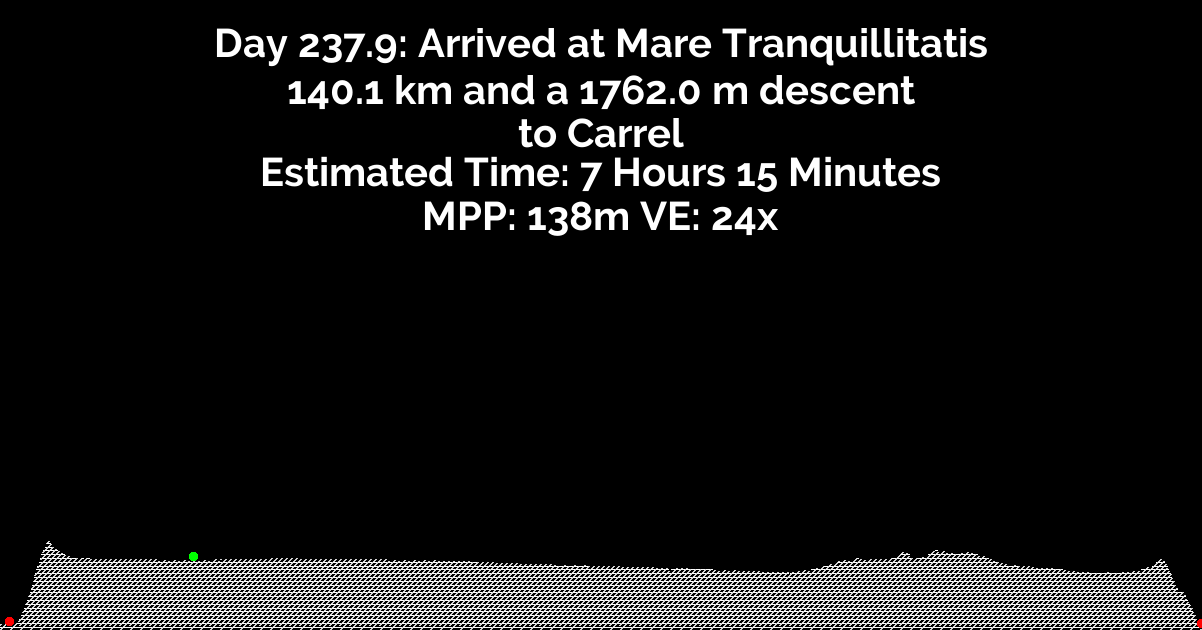 Day 237.9: Arrived at Mare Tranquillitatis
140.1 km and a 1762.0 m descent
to Carrel
Estimated Time: 7 Hours 15 Minutes
MPP: 138m VE: 24x